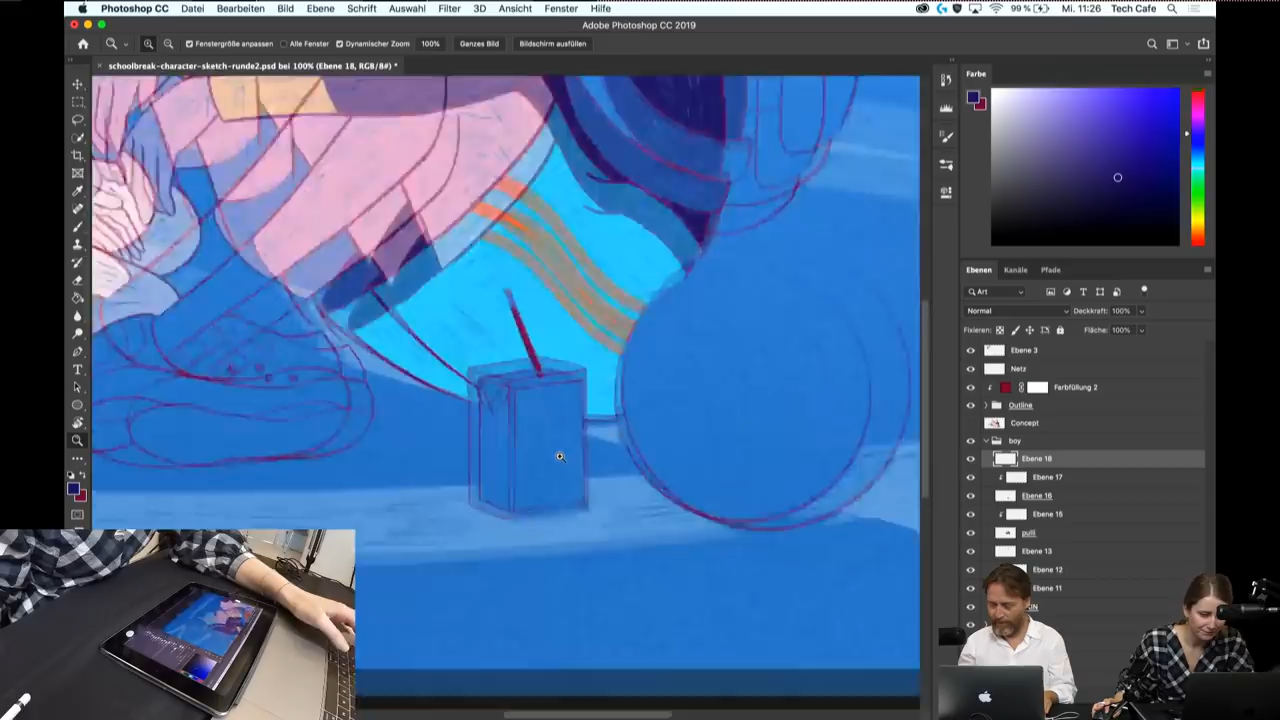 Photoshop CC Datei Bearbeiten Bild Ebene Schrift Auswahl Filter 3D Ansicht Fenster Hilfe 99 % Mi. 11:26 Tech Cafe
Adobe Photoshop CC 2019
Fenstergröße anpassen Alle Fenster Dynamischer Zoom 100% Ganzes Bild Bildschirm ausfüllen
schoolbreak-character-sketch-runde2.psd bei 100% (Ebene 18, RGB/8#) *
Farbe
Ebenen Kanäle Pfade
Art
Normal Deckkraft: 100%
Fixieren: Fläche: 100%
Ebene 3
Netz
Farbfüllung 2
Outline
Concept
boy
Ebene 18
Ebene 17
Ebene 16
Ebene 15
pulli
Ebene 13
Ebene 12
Ebene 11